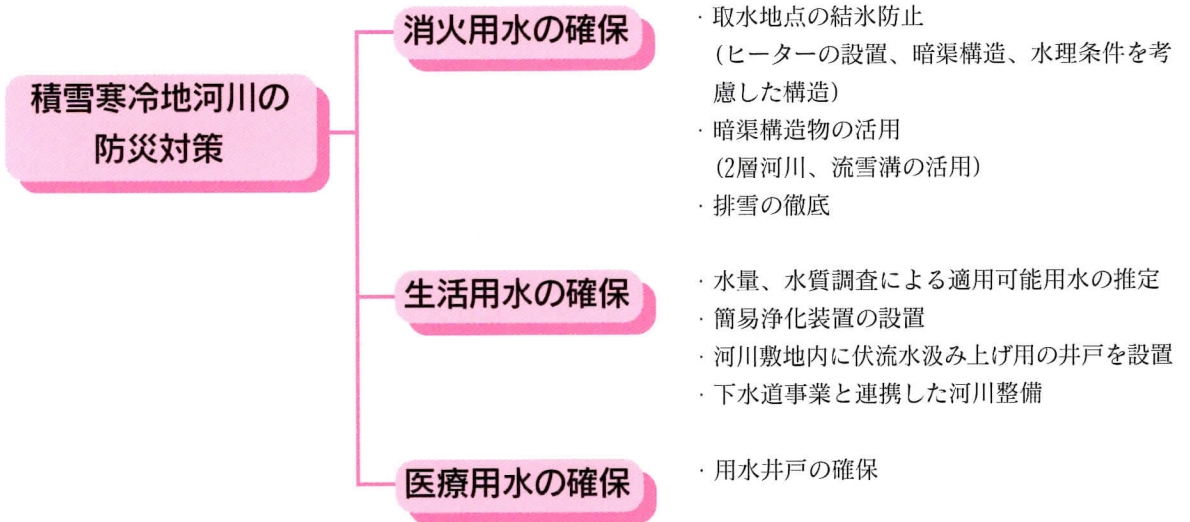 積雪寒冷地河川の
防災対策
消火用水の確保
・取水地点の結氷防止
(ヒーターの設置、暗渠構造、水理条件を考
慮した構造)
・暗渠構造物の活用
(2層河川、流雪溝の活用)
・排雪の徹底
生活用水の確保
・水量、水質調査による適用可能用水の推定
・簡易浄化装置の設置
・河川敷地内に伏流水汲み上げ用の井戸を設置
・下水道事業と連携した河川整備
医療用水の確保
・用水井戸の確保